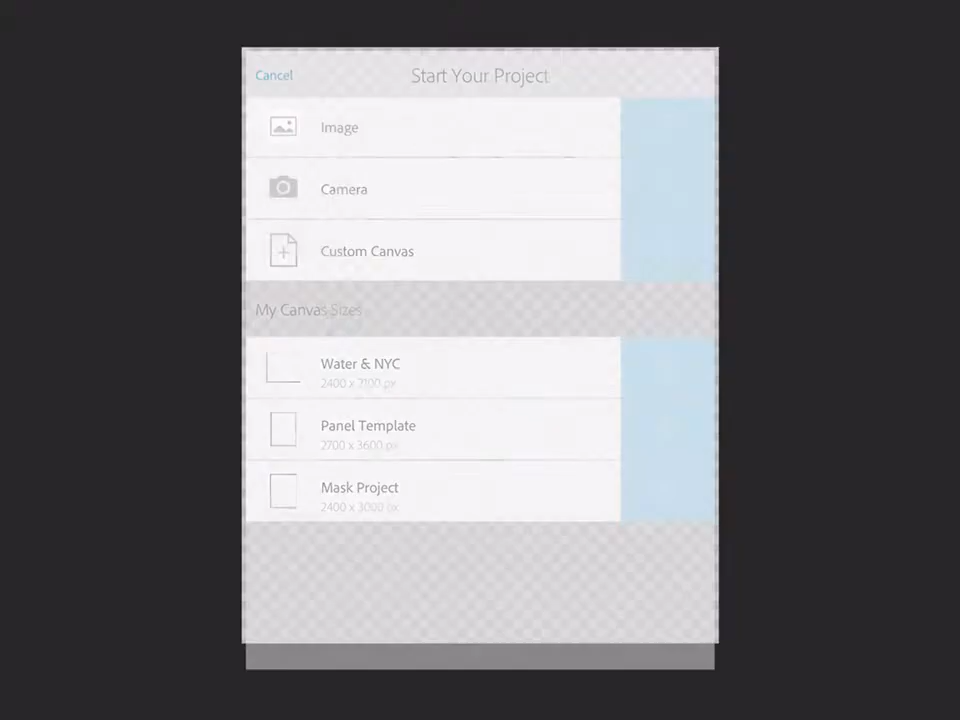 Cancel
Start Your Project
Image
Camera
Custom Canvas
My Canvas Sizes
Water & NYC
2400 x 2100 px
Panel Template
2700 x 3600 px
Mask Project
2400 x 3000 px